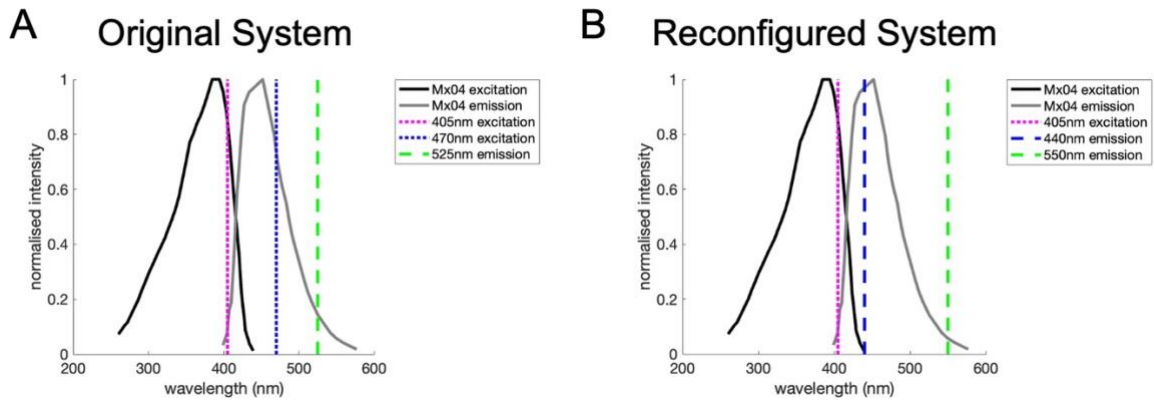 A
Original System
normalised intensity
1
0.8
0.6
0.4
0.2
0
200
300
400
500
600
wavelength (nm)
Mx04 excitation
Mx04 emission
405nm excitation
470nm excitation
525nm emission
B
Reconfigured System
normalised intensity
1
0.8
0.6
0.4
0.2
0
200
300
400
500
600
wavelength (nm)
Mx04 excitation
Mx04 emission
405nm excitation
440nm emission
550nm emission